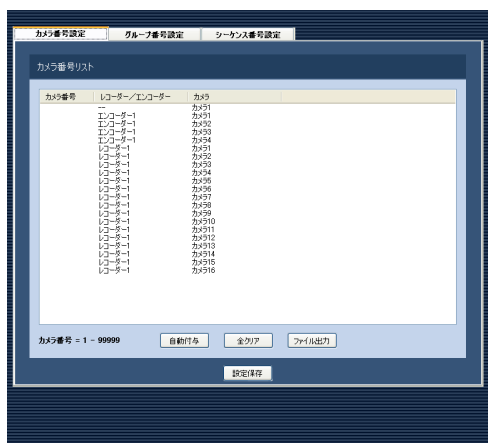 カメラ番号設定 グループ番号設定 シーケンス番号設定
カメラ番号リスト
カメラ番号 レコーダー／エンコーダー カメラ
-- カメラ1
エンコーダー1 カメラ1
エンコーダー1 カメラ2
エンコーダー1 カメラ3
エンコーダー1 カメラ4
レコーダー1 カメラ1
レコーダー1 カメラ2
レコーダー1 カメラ3
レコーダー1 カメラ4
レコーダー1 カメラ5
レコーダー1 カメラ6
レコーダー1 カメラ7
レコーダー1 カメラ8
レコーダー1 カメラ9
レコーダー1 カメラ10
レコーダー1 カメラ11
レコーダー1 カメラ12
レコーダー1 カメラ13
レコーダー1 カメラ14
レコーダー1 カメラ15
レコーダー1 カメラ16
カメラ番号 = 1 - 99999 自動付与 全クリア ファイル出力
設定保存